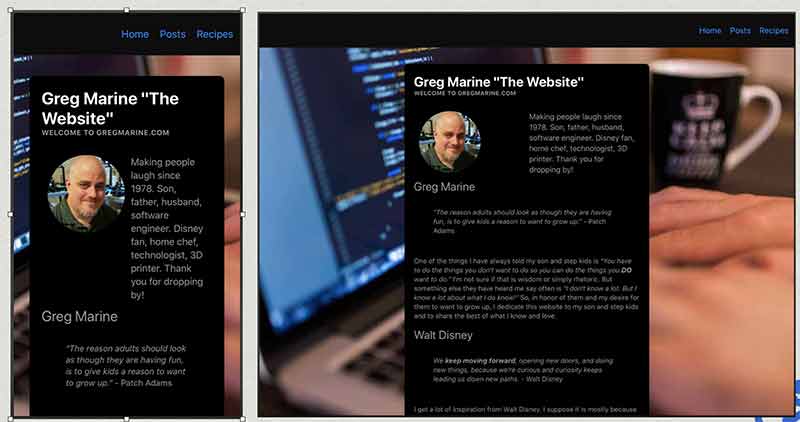 Home Posts Recipes
Greg Marine "The
Website"
WELCOME TO GREGMARINE.COM
Making people
laugh since
1978. Son,
father, husband,
software
engineer. Disney
fan, home chef,
technologist, 3D
printer. Thank
you for
dropping by!
Greg Marine
"The reason adults should look
as though they are having fun,
is to give kids a reason to want
to grow up." - Patch Adams
Home Posts Recipes
Greg Marine "The Website"
WELCOME TO GREGMARINE.COM
Making people laugh since
1978. Son, father, husband,
software engineer. Disney fan,
home chef, technologist, 3D
printer. Thank you for
dropping by!
Greg Marine
"The reason adults should look as though they are having
fun, is to give kids a reason to want to grow up." - Patch
Adams
One of the things I have always told my son and step kids is "You have
to do the things you don't want to do so you can do the things you DO
want to do." I'm not sure if that is wisdom or simply rhetoric. But
something else they have heard me say often is "I don't know a lot. But I
know a lot about what I do know!" So, in honor of them and my desire for
them to want to grow up, I dedicate this website to my son and step kids
and to share the best of what I know and love.
Walt Disney
We keep moving forward, opening new doors, and doing
new things, because we're curious and curiosity keeps
leading us down new paths. - Walt Disney
I get a lot of inspiration from Walt Disney. I suppose it is mostly because
KEEP